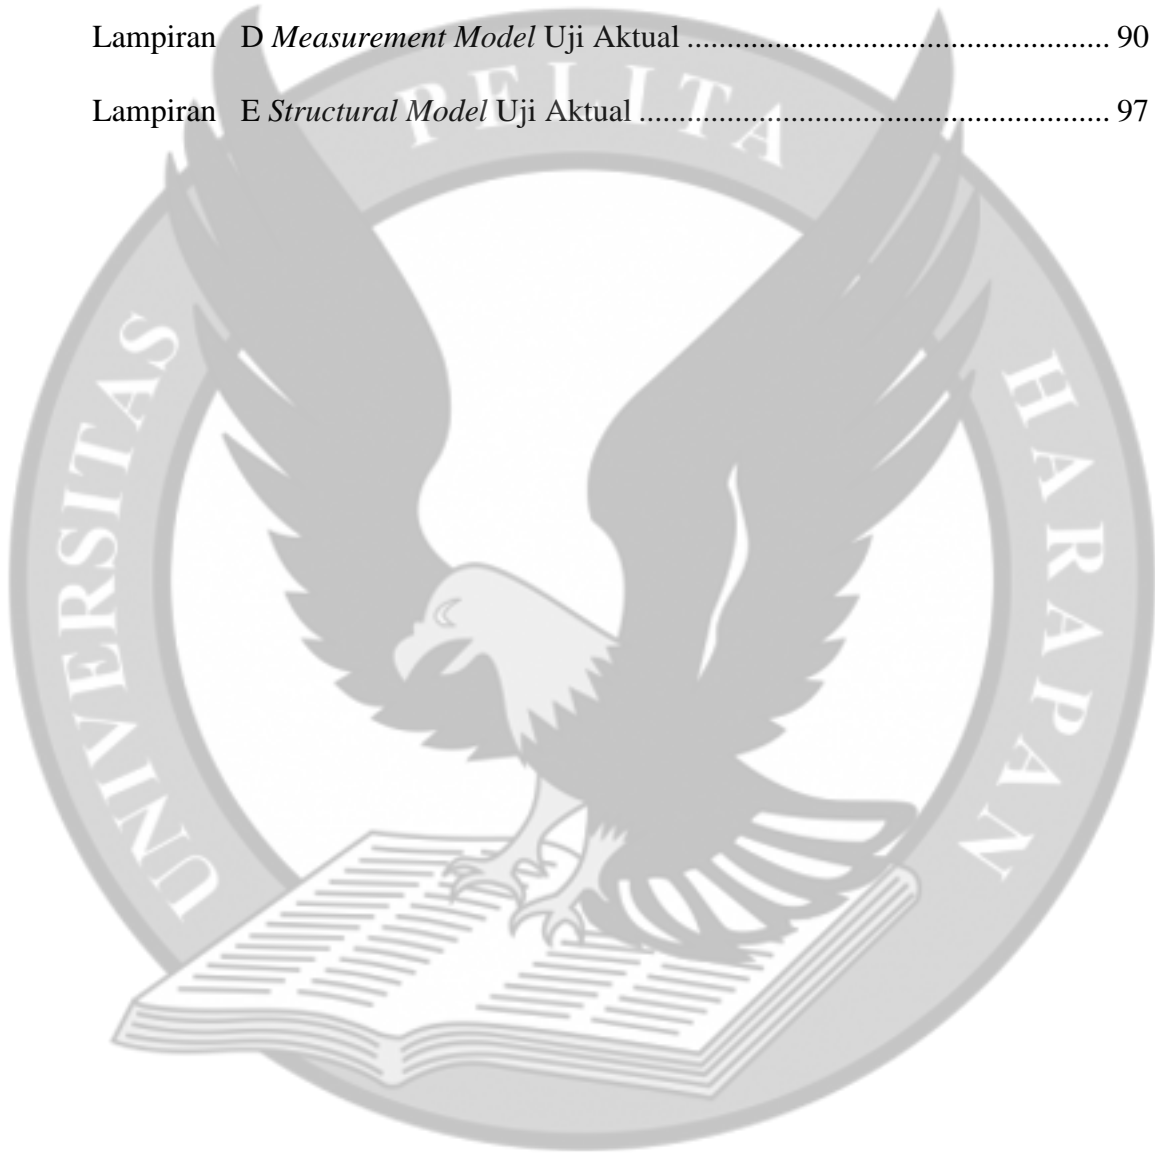 Lampiran D Measurement Model Uji Aktual ............................................. 90
Lampiran E Structural Model Uji Aktual .................................................. 97
UNIVERSITAS PELITA HARAPAN